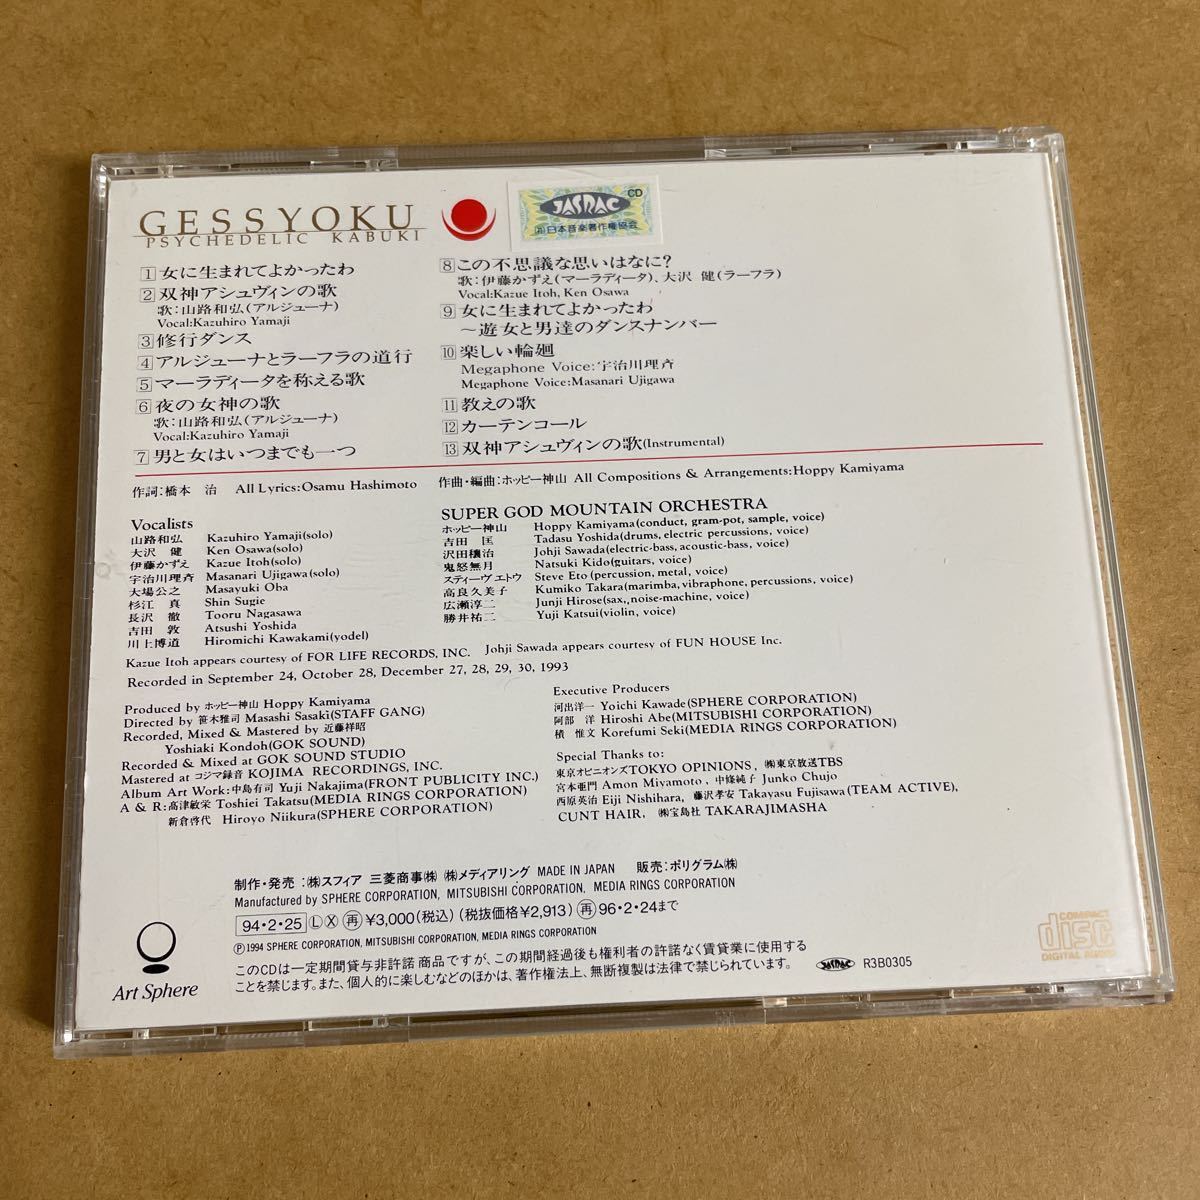 GESSYOKU
PSYCHEDELIC KABUKI
JASRAC
CD
日本音楽著作権協会
1 女に生まれてよかったわ
2 双神アシュヴィンの歌
歌:山路和弘(アルジューナ)
Vocal:Kazuhiro Yamaji
3 修行ダンス
4 アルジューナとラーフラの道行
5 マーラディータを称える歌
6 夜の女神の歌
歌:山路和弘(アルジューナ)
Vocal:Kazuhiro Yamaji
7 男と女はいつまでも一つ
8 この不思議な思いはなに?
歌:伊藤かずえ(マーラディータ)、大沢 健(ラーフラ)
Vocal:Kazue Itoh, Ken Osawa
9 女に生まれてよかったわ
〜遊女と男達のダンスナンバー
10 楽しい輪廻
Megaphone Voice:宇治川理斉
Megaphone Voice:Masanari Ujigawa
11 教えの歌
12 カーテンコール
13 双神アシュヴィンの歌(Instrumental)
作詞:橋本 治 All Lyrics:Osamu Hashimoto
作曲・編曲:ホッピー神山 All Compositions & Arrangements:Hoppy Kamiyama
Vocalists
山路和弘 Kazuhiro Yamaji(solo)
大沢 健 Ken Osawa(solo)
伊藤かずえ Kazue Itoh(solo)
宇治川理斉 Masanari Ujigawa(solo)
大場公之 Masayuki Oba
杉江 真 Shin Sugie
長沢 徹 Tooru Nagasawa
吉田 敦 Atsushi Yoshida
川上博道 Hiromichi Kawakami(yodel)
SUPER GOD MOUNTAIN ORCHESTRA
ホッピー神山 Hoppy Kamiyama(conduct, gram-pot, sample, voice)
吉田 匡 Tadasu Yoshida(drums, electric percussions, voice)
沢田穣治 Johji Sawada(electric-bass, acoustic-bass, voice)
鬼怒無月 Natsuki Kido(guitars, voice)
スティーヴ エトウ Steve Eto(percussion, metal, voice)
高良久美子 Kumiko Takara(marimba, vibraphone, percussions, voice)
広瀬淳二 Junji Hirose(sax, noise-machine, voice)
勝井祐二 Yuji Katsui(violin, voice)
Kazue Itoh appears courtesy of FOR LIFE RECORDS, INC. Johji Sawada appears courtesy of FUN HOUSE Inc.
Recorded in September 24, October 28, December 27, 28, 29, 30, 1993
Produced by ホッピー神山 Hoppy Kamiyama
Directed by 笹木雅司 Masashi Sasaki(STAFF GANG)
Recorded, Mixed & Mastered by 近藤祥昭
Yoshiaki Kondoh(GOK SOUND)
Recorded & Mixed at GOK SOUND STUDIO
Mastered at コジマ録音 KOJIMA RECORDINGS, INC.
Album Art Work:中島有司 Yuji Nakajima(FRONT PUBLICITY INC.)
A & R:高津敏栄 Toshiei Takatsu(MEDIA RINGS CORPORATION)
新倉啓代 Hiroyo Niikura(SPHERE CORPORATION)
Executive Producers
河出洋一 Yoichi Kawade(SPHERE CORPORATION)
阿部 洋 Hiroshi Abe(MITSUBISHI CORPORATION)
積 惟文 Korefumi Seki(MEDIA RINGS CORPORATION)
Special Thanks to:
東京オピニオンズTOKYO OPINIONS, ㈱東京放送TBS
宮本亜門 Amon Miyamoto, 中條純子 Junko Chujo
西原英治 Eiji Nishihara, 藤沢孝安 Takayasu Fujisawa(TEAM ACTIVE),
CUNT HAIR, ㈱宝島社 TAKARAJIMASHA
制作・発売:㈱スフィア 三菱商事㈱ ㈱メディアリング MADE IN JAPAN 販売:ポリグラム㈱
Manufactured by SPHERE CORPORATION, MITSUBISHI CORPORATION, MEDIA RINGS CORPORATION
94・2・25 Ⓛ Ⓧ 再 ¥3,000(税込)(税抜価格¥2,913) 再 96・2・24まで
Ⓟ1994 SPHERE CORPORATION, MITSUBISHI CORPORATION, MEDIA RINGS CORPORATION
このCDは一定期間貸与非許諾商品ですが、この期間経過後も権利者の許諾なく賃貸業に使用する
ことを禁じます。また、個人的に楽しむなどのほかは、著作権法上、無断複製は法律で禁じられています。
JASRAC R3B0305
Art Sphere
COMPACT
disc
DIGITAL AUDIO